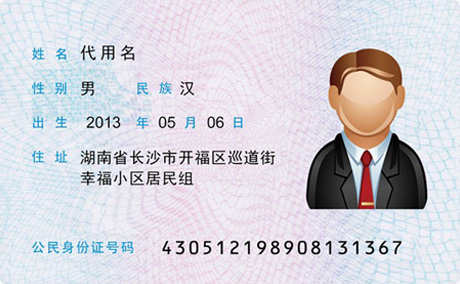 姓名 代用名
性别 男 民族 汉
出生 2013 年 05 月 06 日
住址 湖南省长沙市开福区巡道街
幸福小区居民组
公民身份证号码 430512198908131367